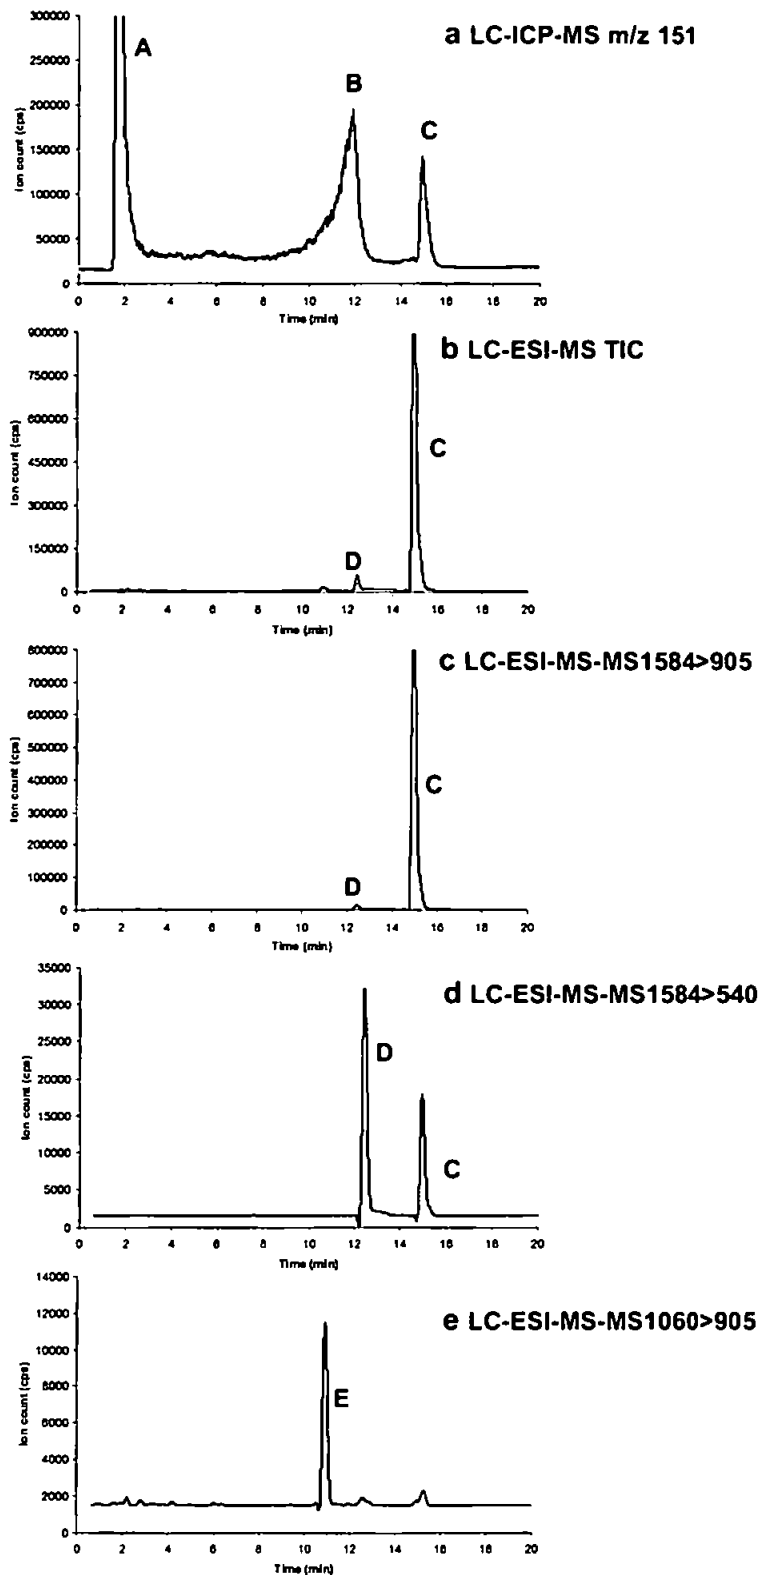 a LC-ICP-MS m/z 151
300000
250000
200000
150000
100000
50000
0
Ion count (cps)
A
B
C
0 2 4 6 8 10 12 14 16 18 20
Time (min)
b LC-ESI-MS TIC
900000
750000
600000
450000
300000
150000
0
Ion count (cps)
C
D
0 2 4 6 8 10 12 14 16 18 20
Time (min)
c LC-ESI-MS-MS1584>905
800000
700000
600000
500000
400000
300000
200000
100000
0
Ion count (cps)
C
D
0 2 4 6 8 10 12 14 16 18 20
Time (min)
d LC-ESI-MS-MS1584>540
35000
30000
25000
20000
15000
10000
5000
0
Ion count (cps)
D
C
0 2 4 6 8 10 12 14 16 18 20
Time (min)
e LC-ESI-MS-MS1060>905
14000
12000
10000
8000
6000
4000
2000
0
Ion count (cps)
E
0 2 4 6 8 10 12 14 16 18 20
Time (min)